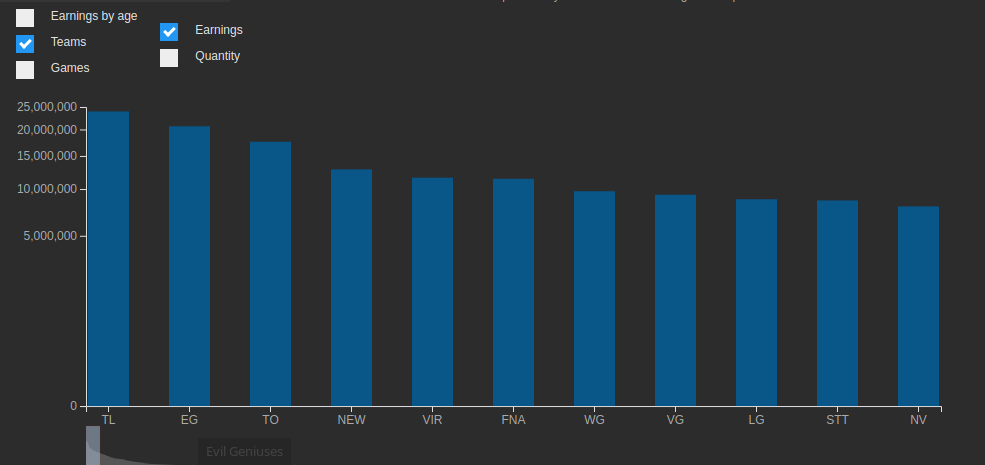 Earnings by age
Teams
Games
Earnings
Quantity
25,000,000
20,000,000
15,000,000
10,000,000
5,000,000
0
TL EG TO NEW VIR FNA WG VG LG STT NV
Evil Geniuses